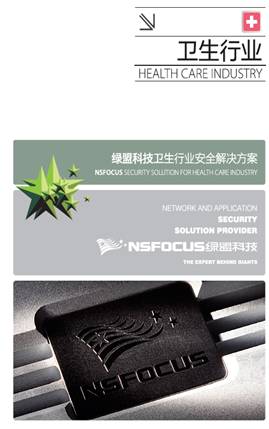 卫生行业
HEALTH CARE INDUSTRY
绿盟科技卫生行业安全解决方案
NSFOCUS SECURITY SOLUTION FOR HEALTH CARE INDUSTRY
NETWORK AND APPLICATION
SECURITY
SOLUTION PROVIDER
NSFOCUS绿盟科技
THE EXPERT BEHIND GIANTS
NSFOCUS